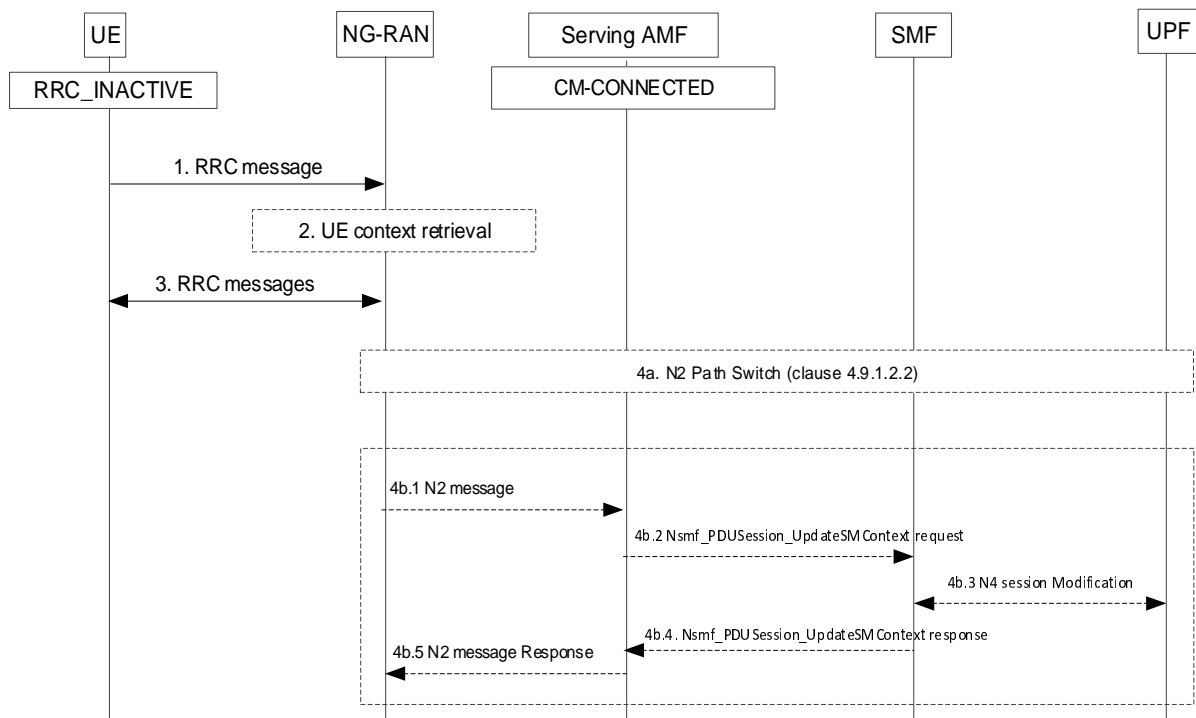 UE
NG-RAN
Serving AMF
SMF
UPF
RRC_INACTIVE
CM-CONNECTED
1. RRC message
2. UE context retrieval
3. RRC messages
4a. N2 Path Switch (clause 4.9.1.2.2)
4b.1 N2 message
4b.2 Nsmf_PDUSession_UpdateSMContext request
4b.3 N4 session Modification
4b.4. Nsmf_PDUSession_UpdateSMContext response
4b.5 N2 message Response